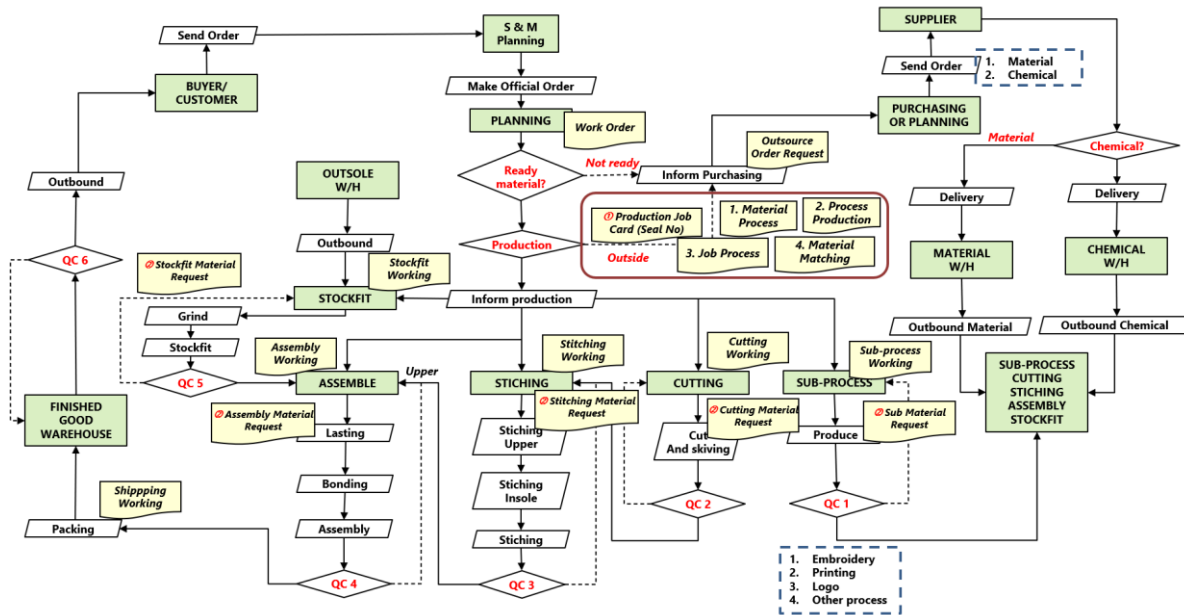 Send Order
S & M
Planning
SUPPLIER
BUYER/
CUSTOMER
Make Official Order
Send Order
1. Material
2. Chemical
PLANNING
Work Order
PURCHASING
OR PLANNING
Outsource
Order Request
Material
Chemical?
Ready
material?
Not ready
Inform Purchasing
Outbound
OUTSOLE
W/H
Delivery
Delivery
① Production Job
Card (Seal No)
1. Material
Process
2. Process
Production
Production
Outside
3. Job Process
4. Material
Matching
Outbound
QC 6
② Stockfit Material
Request
Stockfit
Working
MATERIAL
W/H
CHEMICAL
W/H
STOCKFIT
Inform production
Grind
Outbound Material
Outbound Chemical
Stockfit
Assembly
Working
Stitching
Working
Cutting
Working
Sub-process
Working
QC 5
ASSEMBLE
Upper
STICHING
CUTTING
SUB-PROCESS
SUB-PROCESS
CUTTING
STICHING
ASSEMBLY
STOCKFIT
FINISHED
GOOD
WAREHOUSE
② Assembly Material
Request
② Stitching Material
Request
② Cutting Material
Request
② Sub Material
Request
Lasting
Stiching
Upper
Cut
And skiving
Produce
Bonding
Stiching
Insole
QC 2
QC 1
Shippping
Working
Packing
Assembly
Stiching
QC 4
QC 3
1. Embroidery
2. Printing
3. Logo
4. Other process